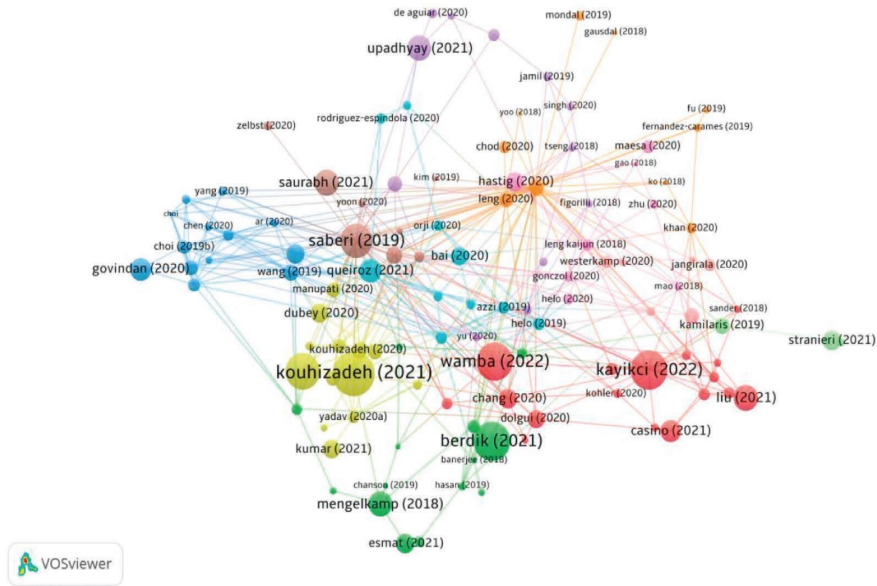 de aguiar (2020)
mondal (2019)
gausdal (2018)
upadhyay (2021)
jamil (2019)
singh (2020)
fu (2019)
rodriguez-espindola (2020)
yoo (2018)
fernandez-carames (2019)
zelbst (2020)
chod (2020)
tseng (2018)
maesa (2020)
gao (2018)
kim (2019)
saurabh (2021)
hastig (2020)
ko (2018)
yang (2019)
leng (2020)
yoon (2020)
figorilli (2018)
zhu (2020)
choi
chen (2020)
ar (2020)
orji (2020)
khan (2020)
saberi (2019)
choi (2019b)
leng kaijun (2018)
bai (2020)
govindan (2020)
wang (2019)
queiroz (2021)
westerkamp (2020)
jangirala (2020)
gonczol (2020)
manupati (2020)
mao (2018)
helo (2020)
azzi (2019)
sander (2018)
dubey (2020)
helo (2019)
kamilaris (2019)
yu (2020)
stranieri (2021)
kouhizadeh (2020)
wamba (2022)
kouhizadeh (2021)
kayikci (2022)
kohler (2020)
chang (2020)
liu (2021)
yadav (2020a)
dolgui (2020)
casino (2021)
berdik (2021)
kumar (2021)
banerjee (2018)
chanson (2019)
hasan (2019)
mengelkamp (2018)
esmat (2021)
VOSviewer